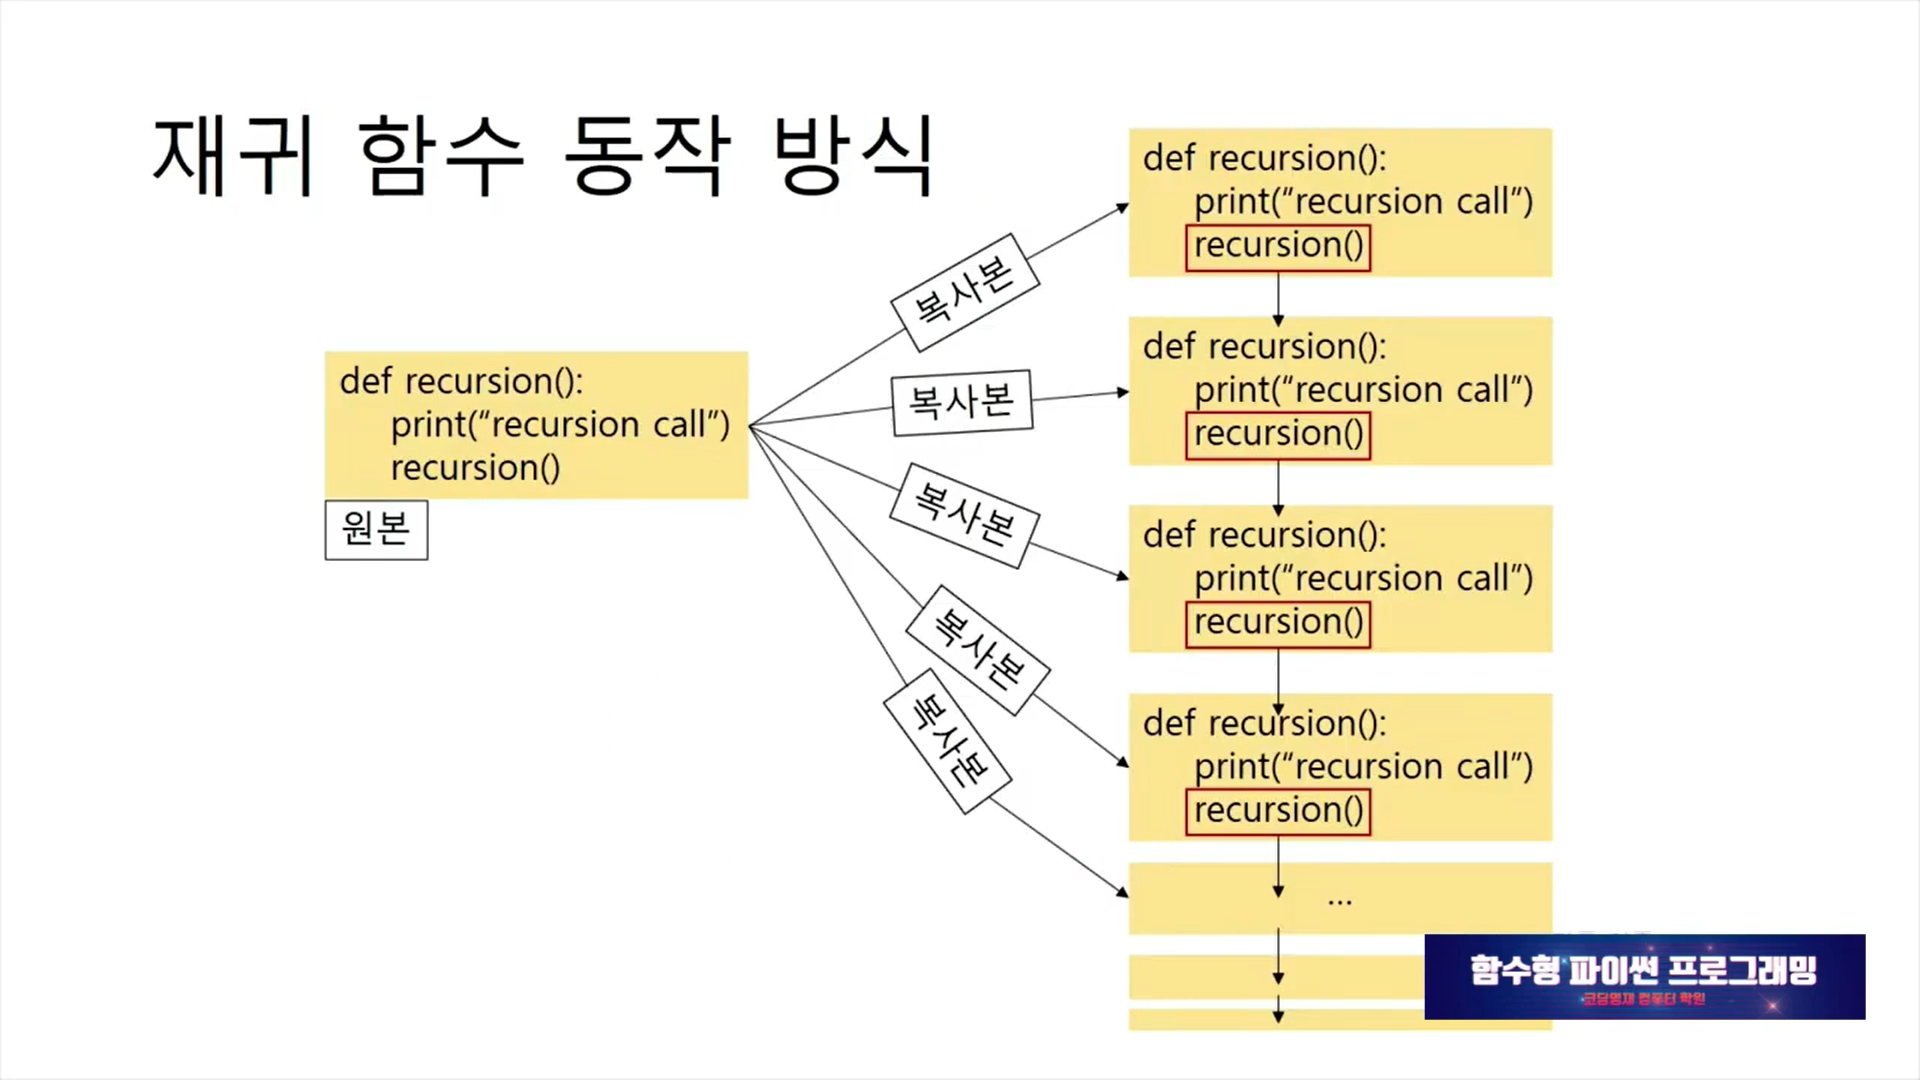 재귀 함수 동작 방식
def recursion():
print(“recursion call”)
recursion()
원본
복사본
복사본
복사본
복사본
복사본
def recursion():
print(“recursion call”)
recursion()
def recursion():
print(“recursion call”)
recursion()
def recursion():
print(“recursion call”)
recursion()
def recursion():
print(“recursion call”)
recursion()
...
함수형 파이썬 프로그래밍
코딩영재 컴퓨터 학원